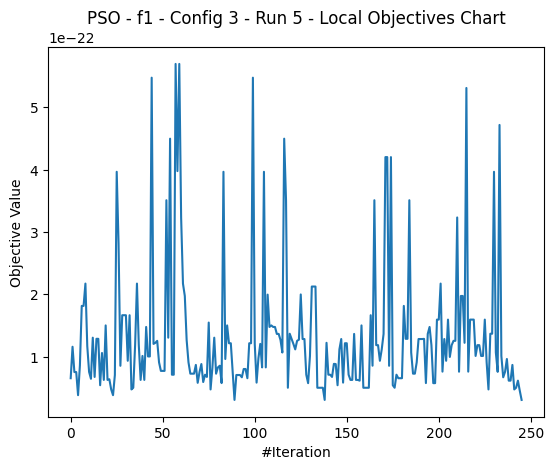 PSO - f1 - Config 3 - Run 5 - Local Objectives Chart
1e−22
5
4
3
2
1
Objective Value
0
50
100
150
200
250
#Iteration